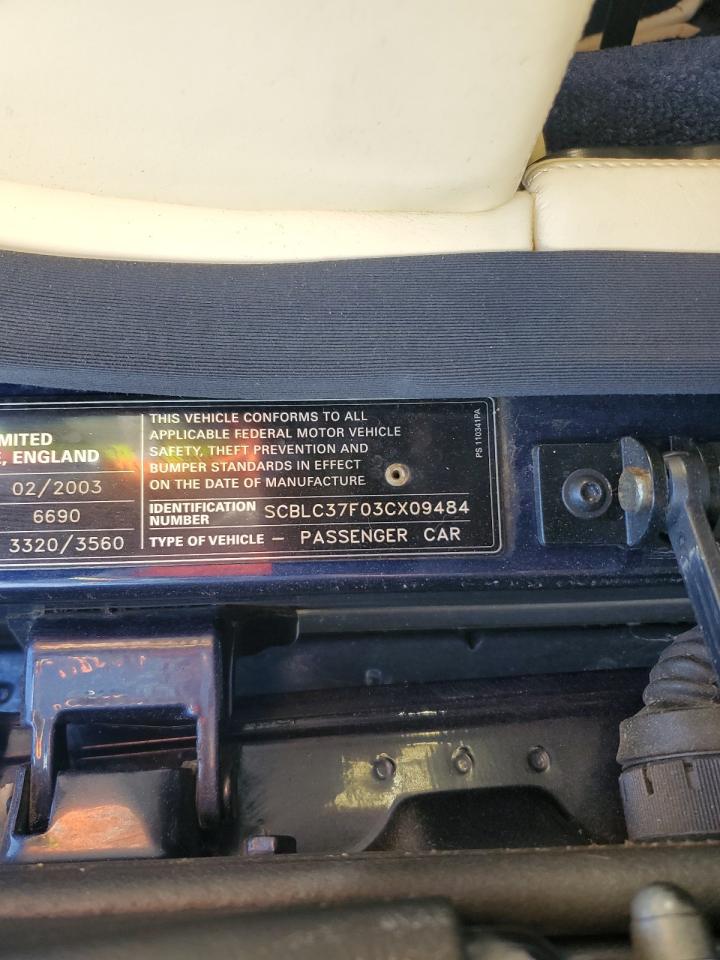 MITED
E, ENGLAND
02/2003
6690
3320/3560
THIS VEHICLE CONFORMS TO ALL
APPLICABLE FEDERAL MOTOR VEHICLE
SAFETY, THEFT PREVENTION AND
BUMPER STANDARDS IN EFFECT
ON THE DATE OF MANUFACTURE
IDENTIFICATION
NUMBER SCBLC37F03CX09484
TYPE OF VEHICLE – PASSENGER CAR
PS 110341PA